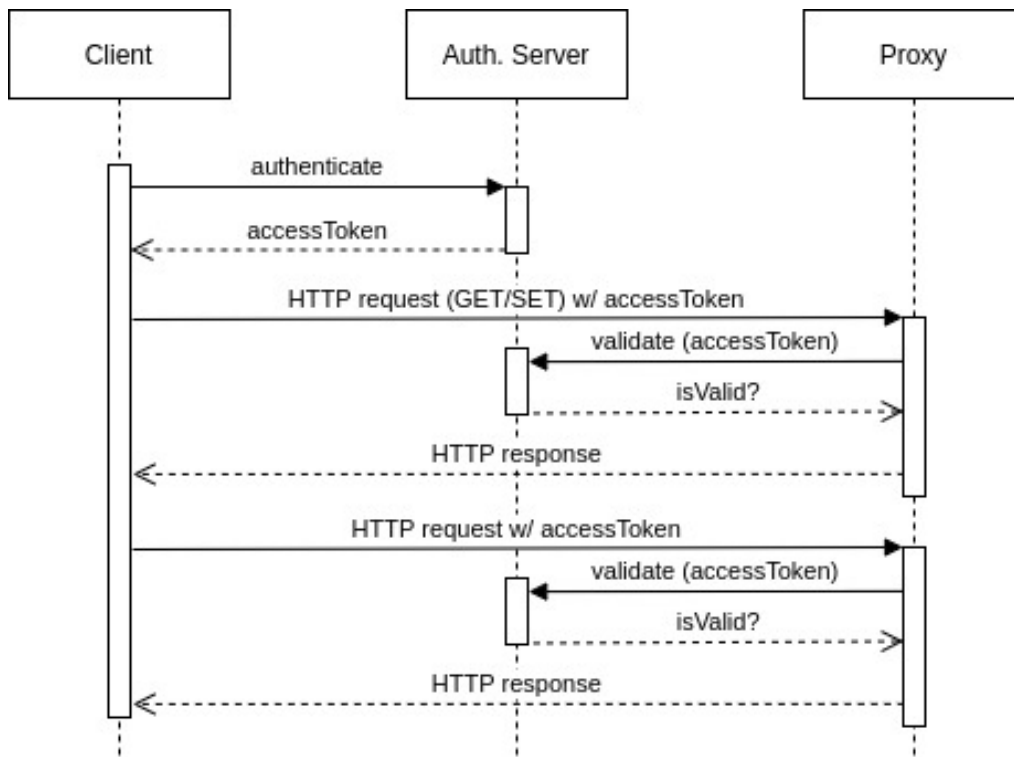 Client
Auth. Server
Proxy
authenticate
accessToken
HTTP request (GET/SET) w/ accessToken
validate (accessToken)
isValid?
HTTP response
HTTP request w/ accessToken
validate (accessToken)
isValid?
HTTP response